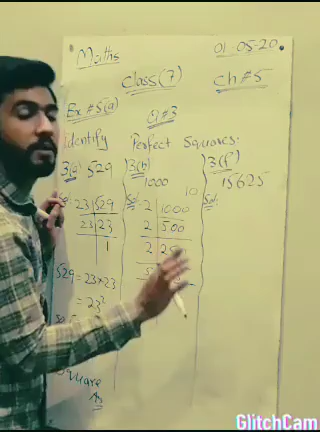 Maths
01-05-20.
Class(7)
Ch#5
Ex #5(a)
Q#3
Identify Perfect Squares:
3(a) 529
3(b)
1000
3(f)
15625
23 529
23 23
1
529 = 23×23
= 23²
Square
Ans
Sol: 2 1000
2 500
2 250
5
10
Sol:
GlitchCam